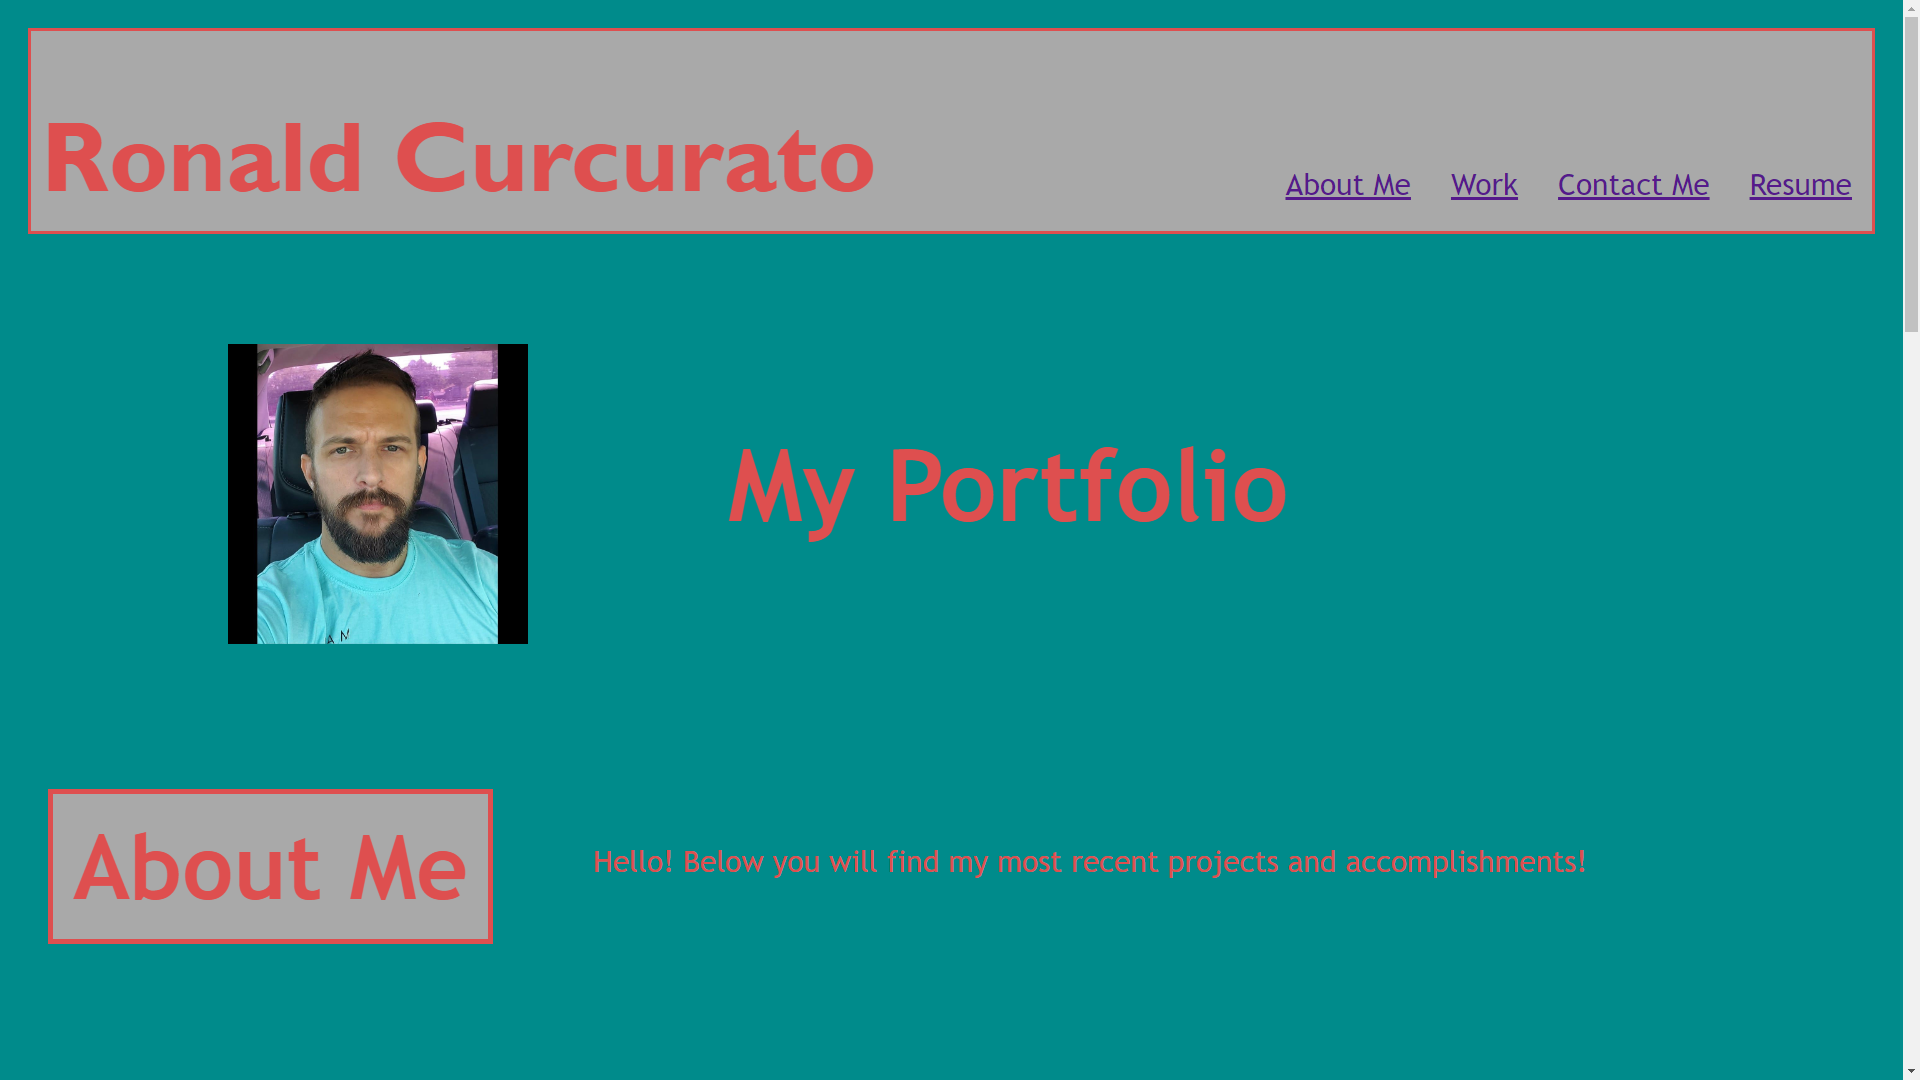 Ronald Curcurato
About Me Work Contact Me Resume
My Portfolio
AM
About Me
Hello! Below you will find my most recent projects and accomplishments!